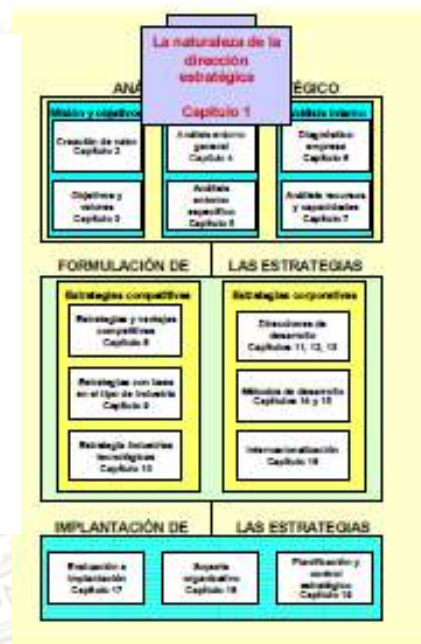 La naturaleza de la
dirección
estratégica
Capítulo 1
Misión y objetivos
Creación de valor
Capítulo 2
Objetivos y
valores
Capítulo 3
Análisis entorno
general
Capítulo 4
Análisis
entorno
específico
Capítulo 5
Análisis interno
Diagnóstico
empresa
Capítulo 6
Análisis recursos
y capacidades
Capítulo 7
FORMULACIÓN DE LAS ESTRATEGIAS
Estrategias competitivas
Estrategias y ventajas
competitivas
Capítulo 8
Estrategias con base
en el tipo de industria
Capítulo 9
Estrategia industrias
tecnológicas
Capítulo 10
Estrategias corporativas
Direcciones de
desarrollo
Capítulos 11, 12, 13
Métodos de desarrollo
Capítulos 14 y 15
Internacionalización
Capítulo 16
IMPLANTACIÓN DE LAS ESTRATEGIAS
Evaluación e
implantación
Capítulo 17
Soporte
organizativo
Capítulo 18
Planificación y
control
estratégico